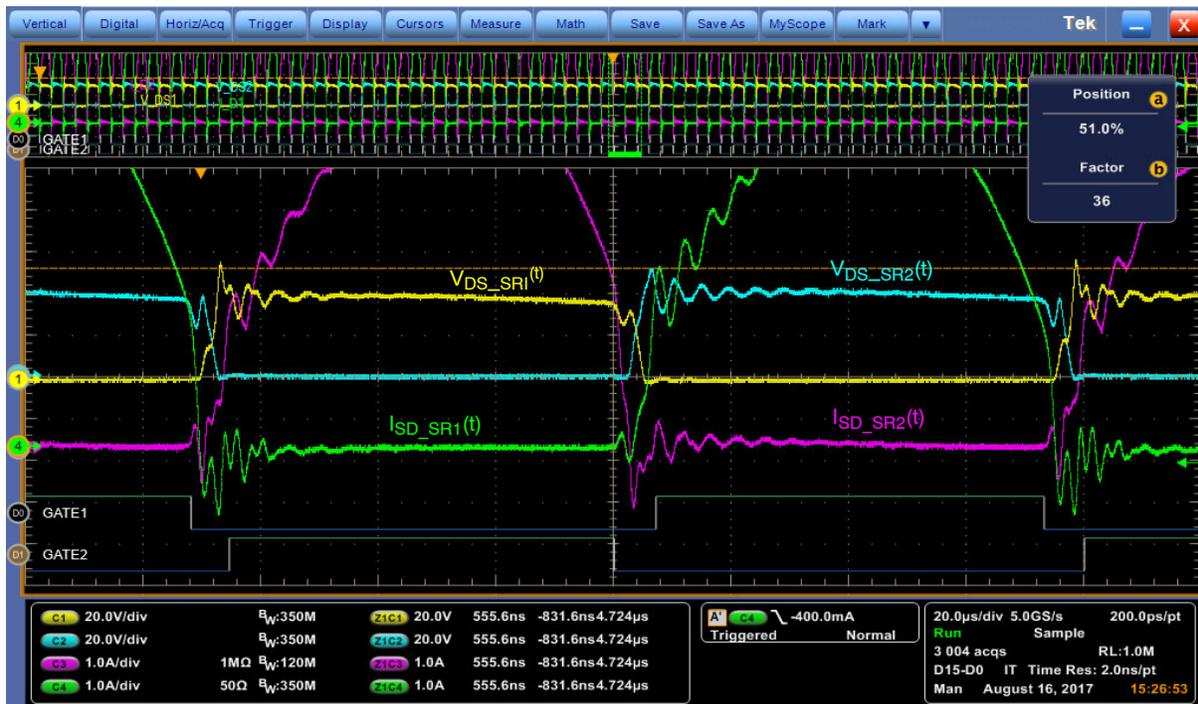 Vertical Digital Horiz/Acq Trigger Display Cursors Measure Math Save Save As MyScope Mark Tek X
V_DS1
GATE1
GATE2
Position a
51.0%
Factor b
36
V_DS_SRI(t)
V_DS_SR2(t)
I_SD_SR1(t)
I_SD_SR2(t)
1
4
D0 GATE1
D1 GATE2
C1 20.0V/div BW:350M Z1C1 20.0V 555.6ns -831.6ns4.724µs
C2 20.0V/div BW:350M Z1C2 20.0V 555.6ns -831.6ns4.724µs
C3 1.0A/div 1MΩ BW:120M Z1C3 1.0A 555.6ns -831.6ns4.724µs
C4 1.0A/div 50Ω BW:350M Z1C4 1.0A 555.6ns -831.6ns4.724µs
A' C4 -400.0mA
Triggered Normal
20.0µs/div 5.0GS/s 200.0ps/pt
Run Sample
3 004 acqs RL:1.0M
D15-D0 IT Time Res: 2.0ns/pt
Man August 16, 2017 15:26:53